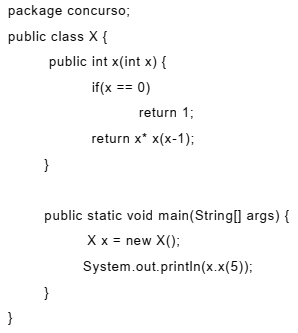 package concurso;
public class X {
public int x(int x) {
if(x == 0)
return 1;
return x* x(x-1);
}
public static void main(String[] args) {
X x = new X();
System.out.println(x.x(5));
}
}